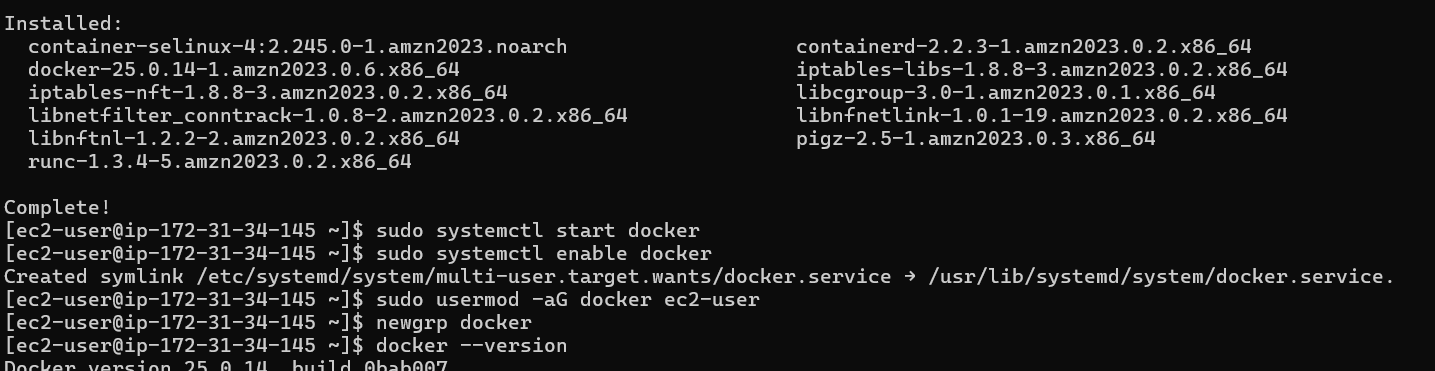 Installed:
container-selinux-4:2.245.0-1.amzn2023.noarch containerd-2.2.3-1.amzn2023.0.2.x86_64
docker-25.0.14-1.amzn2023.0.6.x86_64 iptables-libs-1.8.8-3.amzn2023.0.2.x86_64
iptables-nft-1.8.8-3.amzn2023.0.2.x86_64 libcgroup-3.0-1.amzn2023.0.1.x86_64
libnetfilter_conntrack-1.0.8-2.amzn2023.0.2.x86_64 libnfnetlink-1.0.1-19.amzn2023.0.2.x86_64
libnftnl-1.2.2-2.amzn2023.0.2.x86_64 pigz-2.5-1.amzn2023.0.3.x86_64
runc-1.3.4-5.amzn2023.0.2.x86_64
Complete!
[ec2-user@ip-172-31-34-145 ~]$ sudo systemctl start docker
[ec2-user@ip-172-31-34-145 ~]$ sudo systemctl enable docker
Created symlink /etc/systemd/system/multi-user.target.wants/docker.service → /usr/lib/systemd/system/docker.service.
[ec2-user@ip-172-31-34-145 ~]$ sudo usermod -aG docker ec2-user
[ec2-user@ip-172-31-34-145 ~]$ newgrp docker
[ec2-user@ip-172-31-34-145 ~]$ docker --version
Docker version 25.0.14, build 0bab007